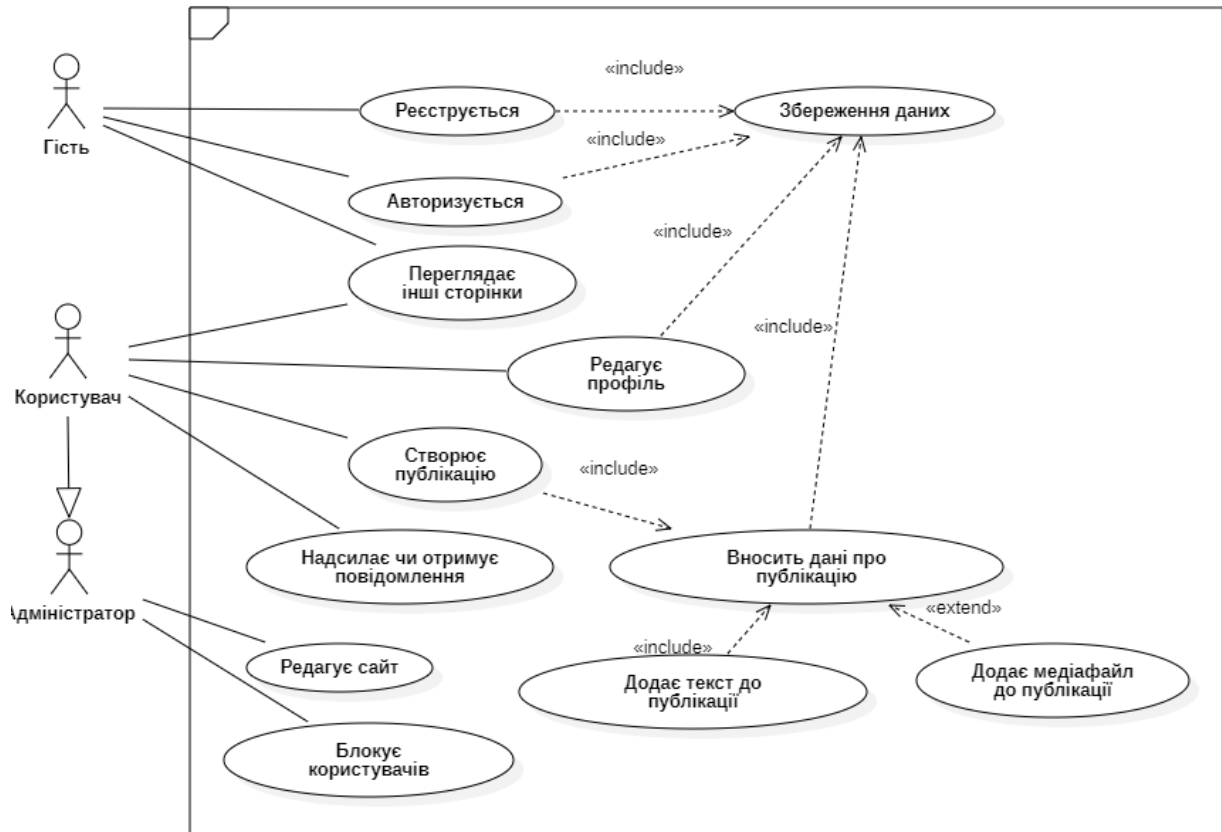 «include»
Реєструється
Збереження даних
Гість
«include»
Авторизується
«include»
Переглядає
інші сторінки
«include»
Користувач
Редагує
профіль
Створює
публікацію
«include»
Надсилає чи отримує
повідомлення
Вносить дані про
публікацію
Адміністратор
«extend»
«include»
Редагує сайт
Додає текст до
публікації
Додає медіафайл
до публікації
Блокує
користувачів